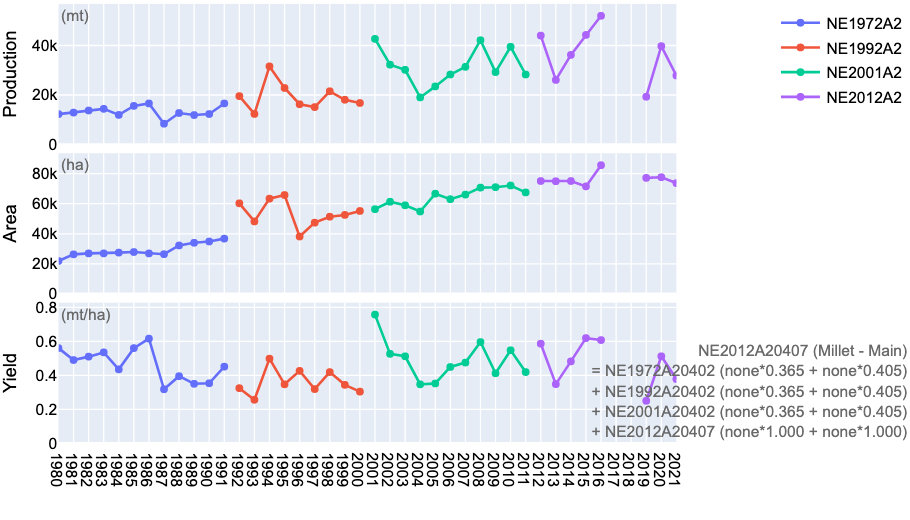 (mt)
Production
40k
20k
0
NE1972A2
NE1992A2
NE2001A2
NE2012A2
(ha)
Area
80k
60k
40k
20k
0
(mt/ha)
Yield
0.8
0.6
0.4
0.2
0
NE2012A20407 (Millet - Main)
= NE1972A20402 (none*0.365 + none*0.405)
+ NE1992A20402 (none*0.365 + none*0.405)
+ NE2001A20402 (none*0.365 + none*0.405)
+ NE2012A20407 (none*1.000 + none*1.000)
1980
1981
1982
1983
1984
1985
1986
1987
1988
1989
1990
1991
1992
1993
1994
1995
1996
1997
1998
1999
2000
2001
2002
2003
2004
2005
2006
2007
2008
2009
2010
2011
2012
2013
2014
2015
2016
2017
2018
2019
2020
2021